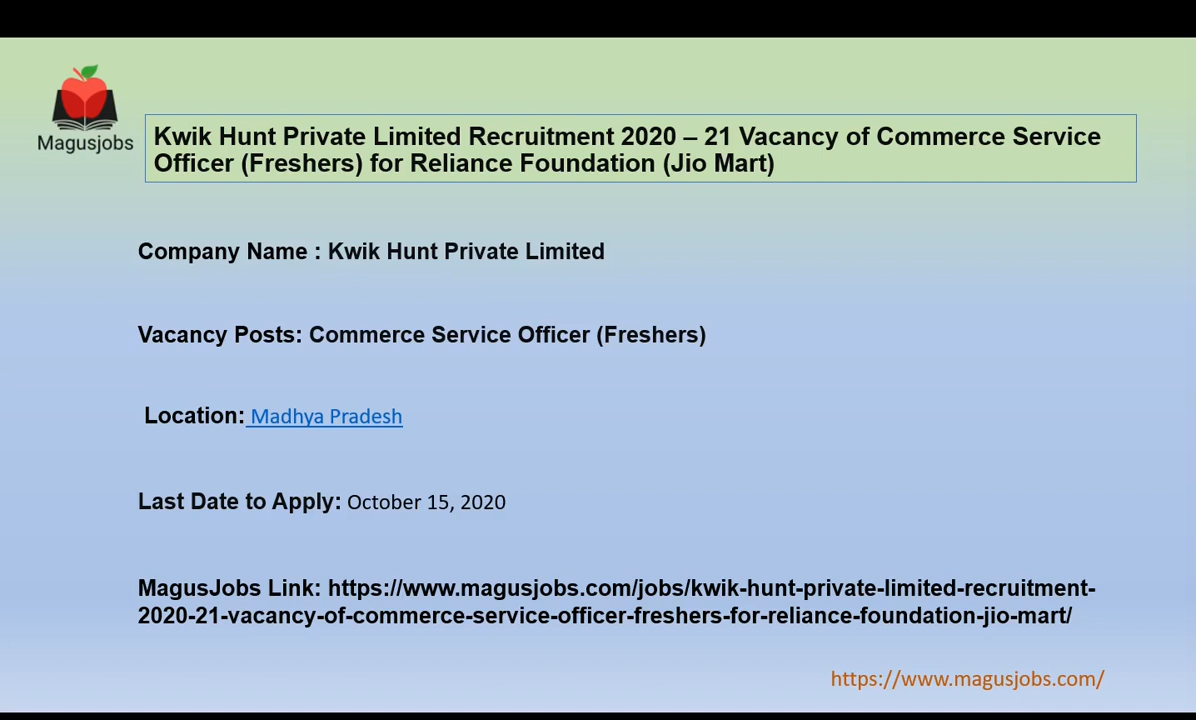 Magusjobs
Kwik Hunt Private Limited Recruitment 2020 – 21 Vacancy of Commerce Service
Officer (Freshers) for Reliance Foundation (Jio Mart)
Company Name : Kwik Hunt Private Limited
Vacancy Posts: Commerce Service Officer (Freshers)
Location: Madhya Pradesh
Last Date to Apply: October 15, 2020
MagusJobs Link: https://www.magusjobs.com/jobs/kwik-hunt-private-limited-recruitment-
2020-21-vacancy-of-commerce-service-officer-freshers-for-reliance-foundation-jio-mart/
https://www.magusjobs.com/